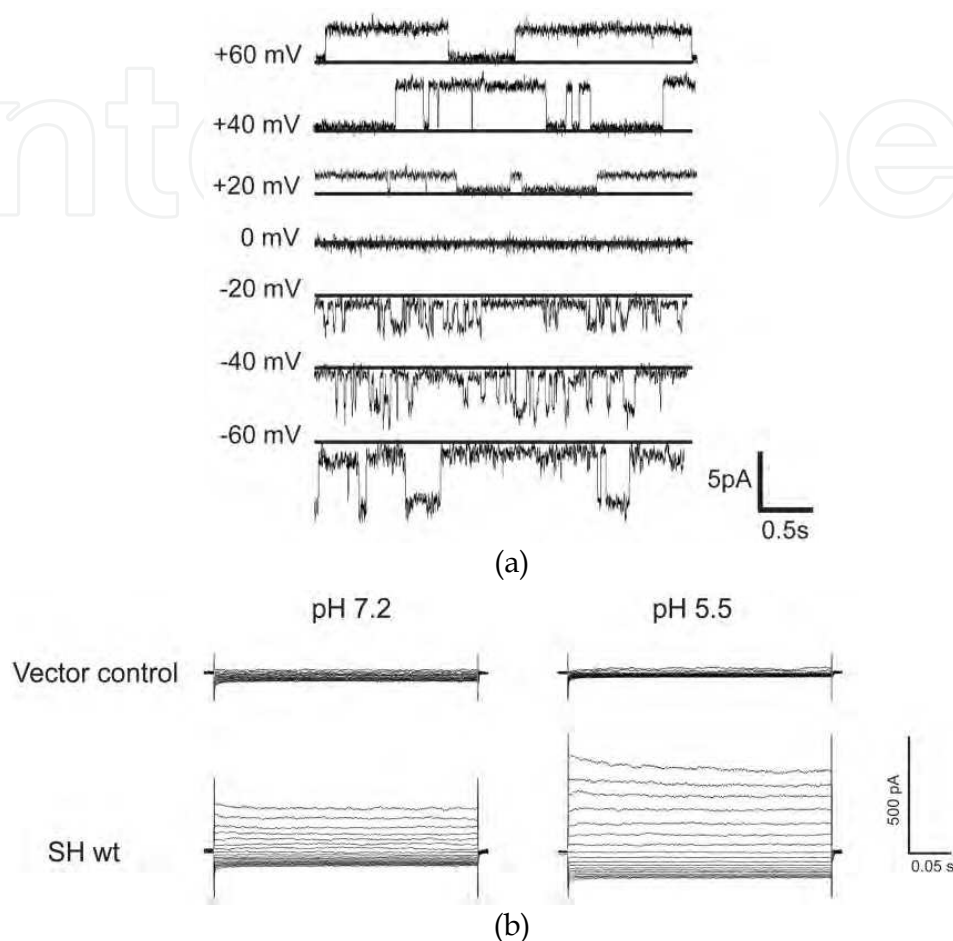 +60 mV
+40 mV
+20 mV
0 mV
-20 mV
-40 mV
-60 mV
5pA
0.5s
(a)
pH 7.2 pH 5.5
Vector control
SH wt
500 pA
0.05 s
(b)